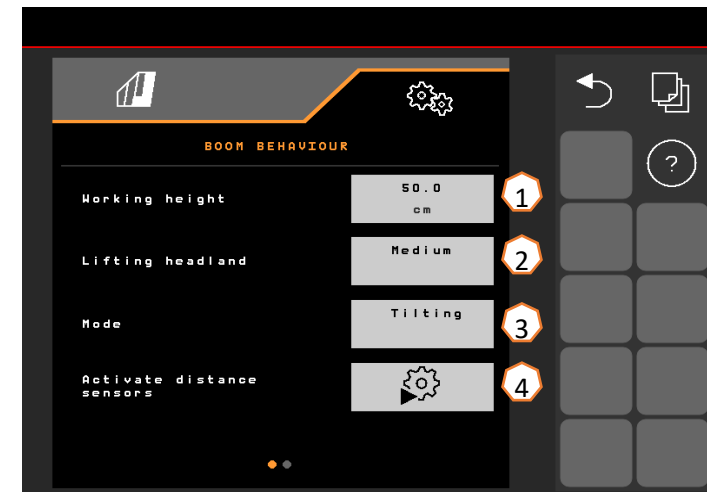 BOOM BEHAVIOUR
Working height
50.0
cm
1
Lifting headland
Medium
2
Mode
Tilting
3
Activate distance
sensors
4
?